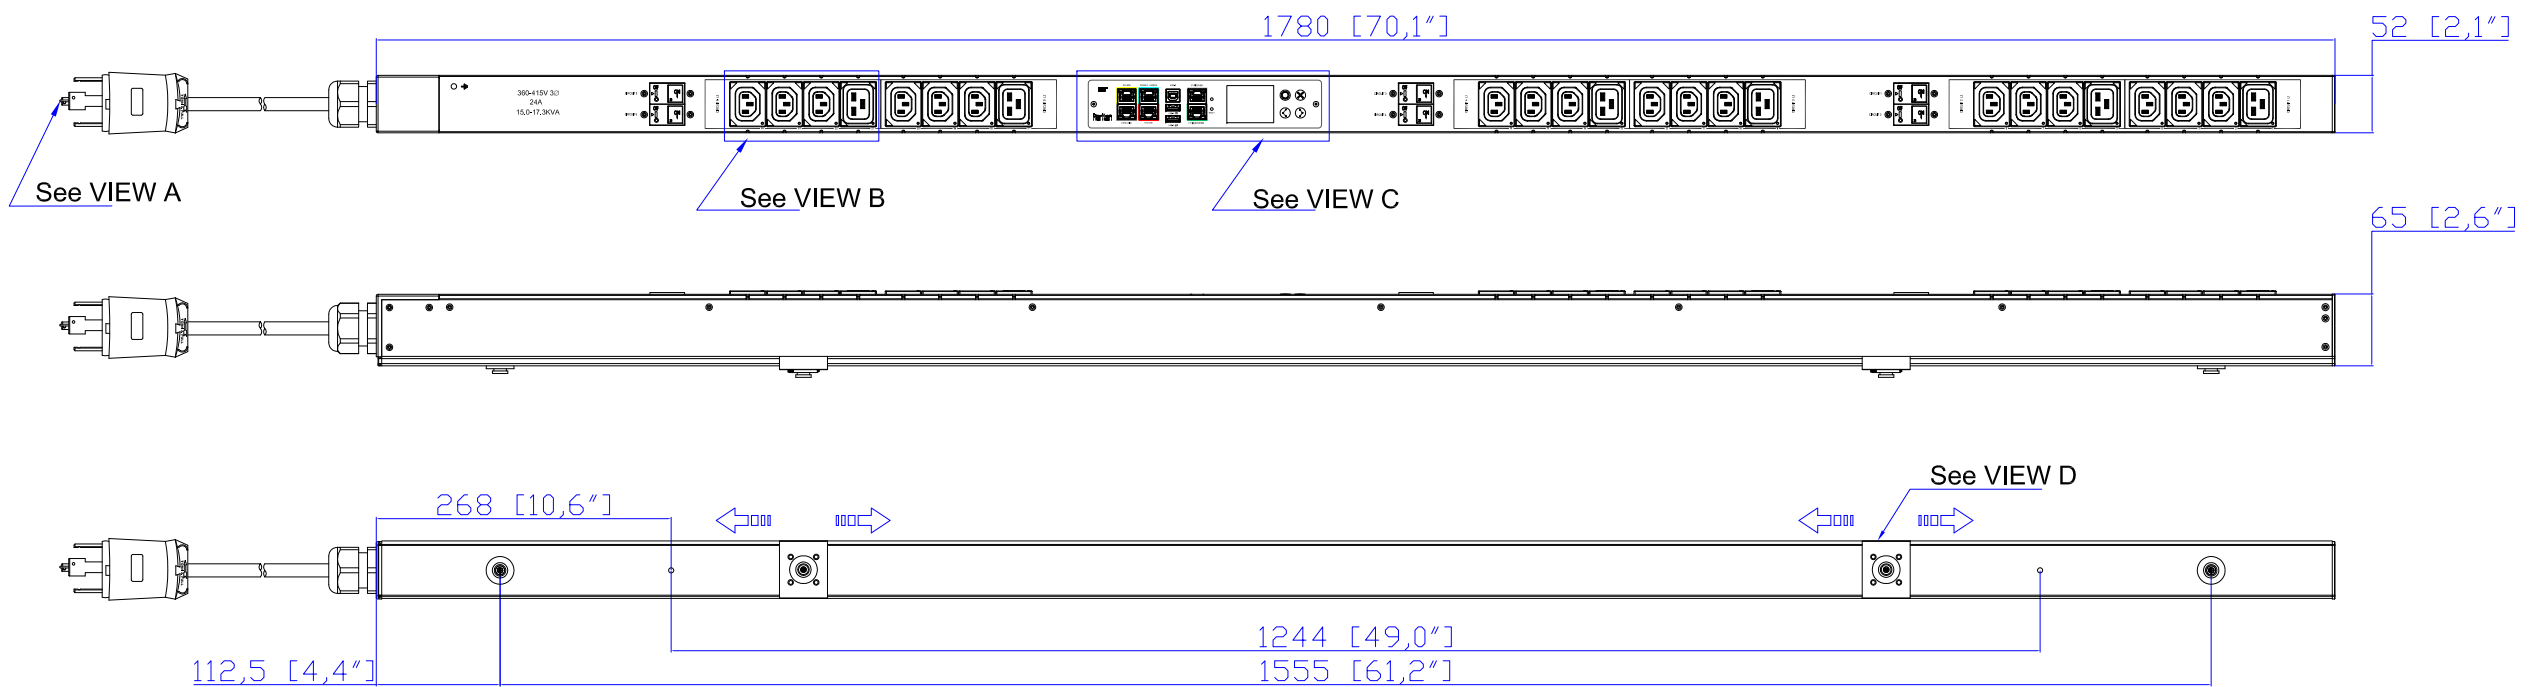 1780 [70,1"]
52 [2,1"]
360-415V 3∅
24A
15,0-17,3KVA
See VIEW A
See VIEW B
See VIEW C
65 [2,6"]
See VIEW D
268 [10,6"]
1244 [49,0"]
112,5 [4,4"]
1555 [61,2"]